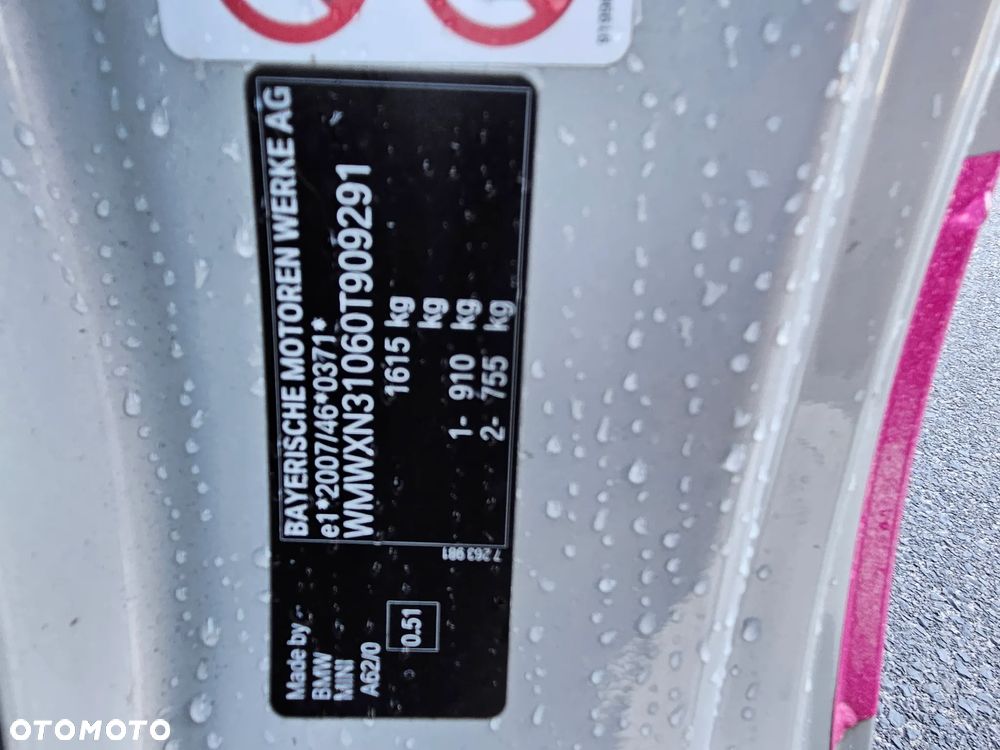 BAYERISCHE MOTOREN WERKE AG
e1*2007/46*0371*
WMWXN31060T909291
1615 kg
kg
1- 910 kg
2- 755 kg
7 263 981
Made by
BMW
MINI
A62/0
0.51
OTOMOTO